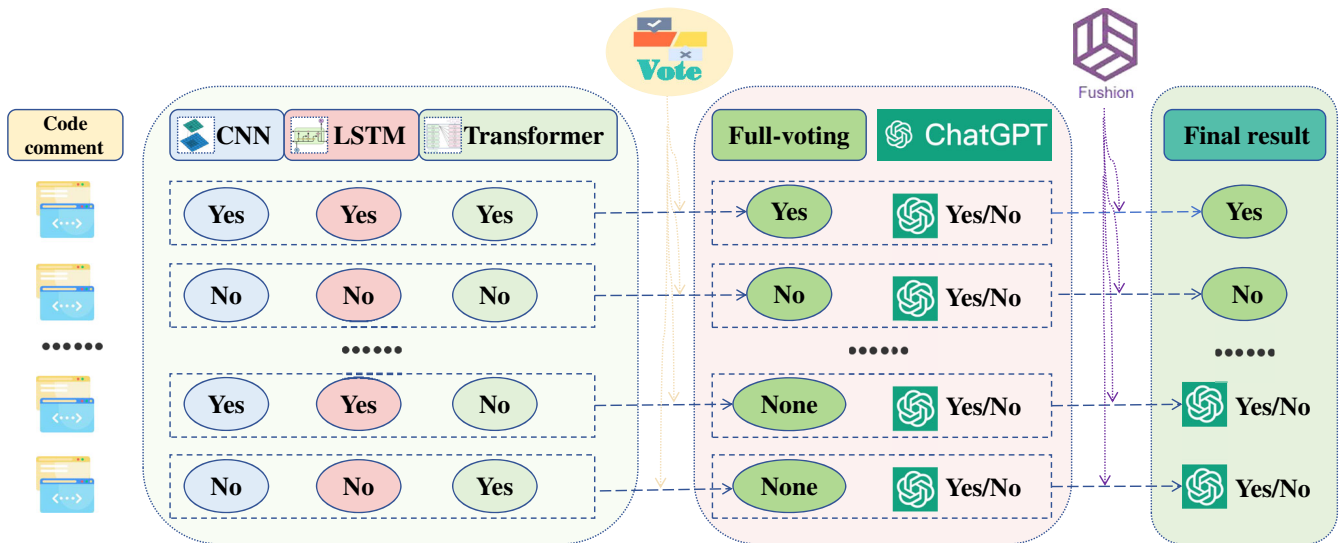 Vote
Fushion
Code
comment
CNN
LSTM
Transformer
Full-voting
ChatGPT
Final result
Yes
Yes
Yes
Yes
Yes/No
Yes
No
No
No
No
Yes/No
No
......
......
......
......
Yes
Yes
No
None
Yes/No
Yes/No
No
No
Yes
None
Yes/No
Yes/No